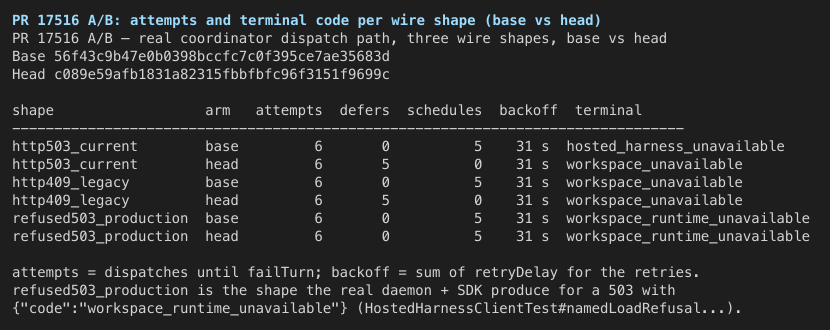 PR 17516 A/B: attempts and terminal code per wire shape (base vs head)
PR 17516 A/B — real coordinator dispatch path, three wire shapes, base vs head
Base 56f43c9b47e0b0398bccfc7c0f395ce7ae35683d
Head c089e59afb1831a82315fbbfbfc96f3151f9699c
shape arm attempts defers schedules backoff terminal
http503_current base 6 0 5 31 s hosted_harness_unavailable
http503_current head 6 5 0 31 s workspace_unavailable
http409_legacy base 6 0 5 31 s workspace_unavailable
http409_legacy head 6 5 0 31 s workspace_unavailable
refused503_production base 6 0 5 31 s workspace_runtime_unavailable
refused503_production head 6 0 5 31 s workspace_runtime_unavailable
attempts = dispatches until failTurn; backoff = sum of retryDelay for the retries.
refused503_production is the shape the real daemon + SDK produce for a 503 with
{"code":"workspace_runtime_unavailable"} (HostedHarnessClientTest#namedLoadRefusal...).